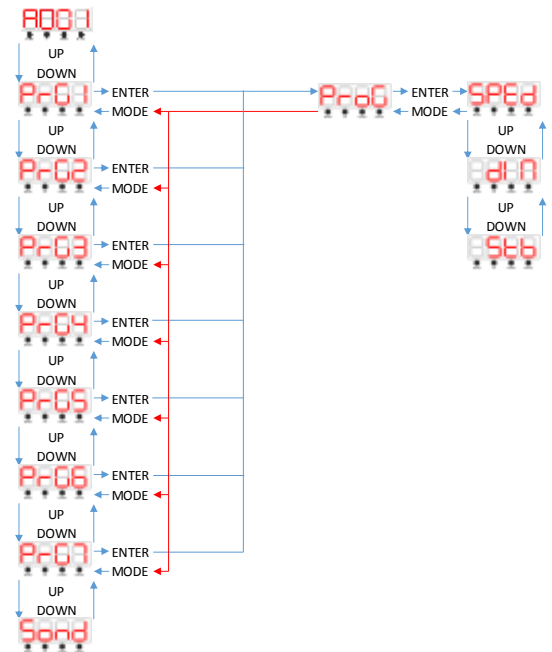 A001
UP
DOWN
PrG1 ENTER ProG ENTER SPEd
MODE MODE
UP UP
DOWN DOWN
PrG2 ENTER dIM
MODE
UP UP
DOWN DOWN
PrG3 ENTER Stb
MODE
UP
DOWN
PrG4 ENTER
MODE
UP
DOWN
PrG5 ENTER
MODE
UP
DOWN
PrG6 ENTER
MODE
UP
DOWN
PrG7 ENTER
MODE
UP
DOWN
Sond